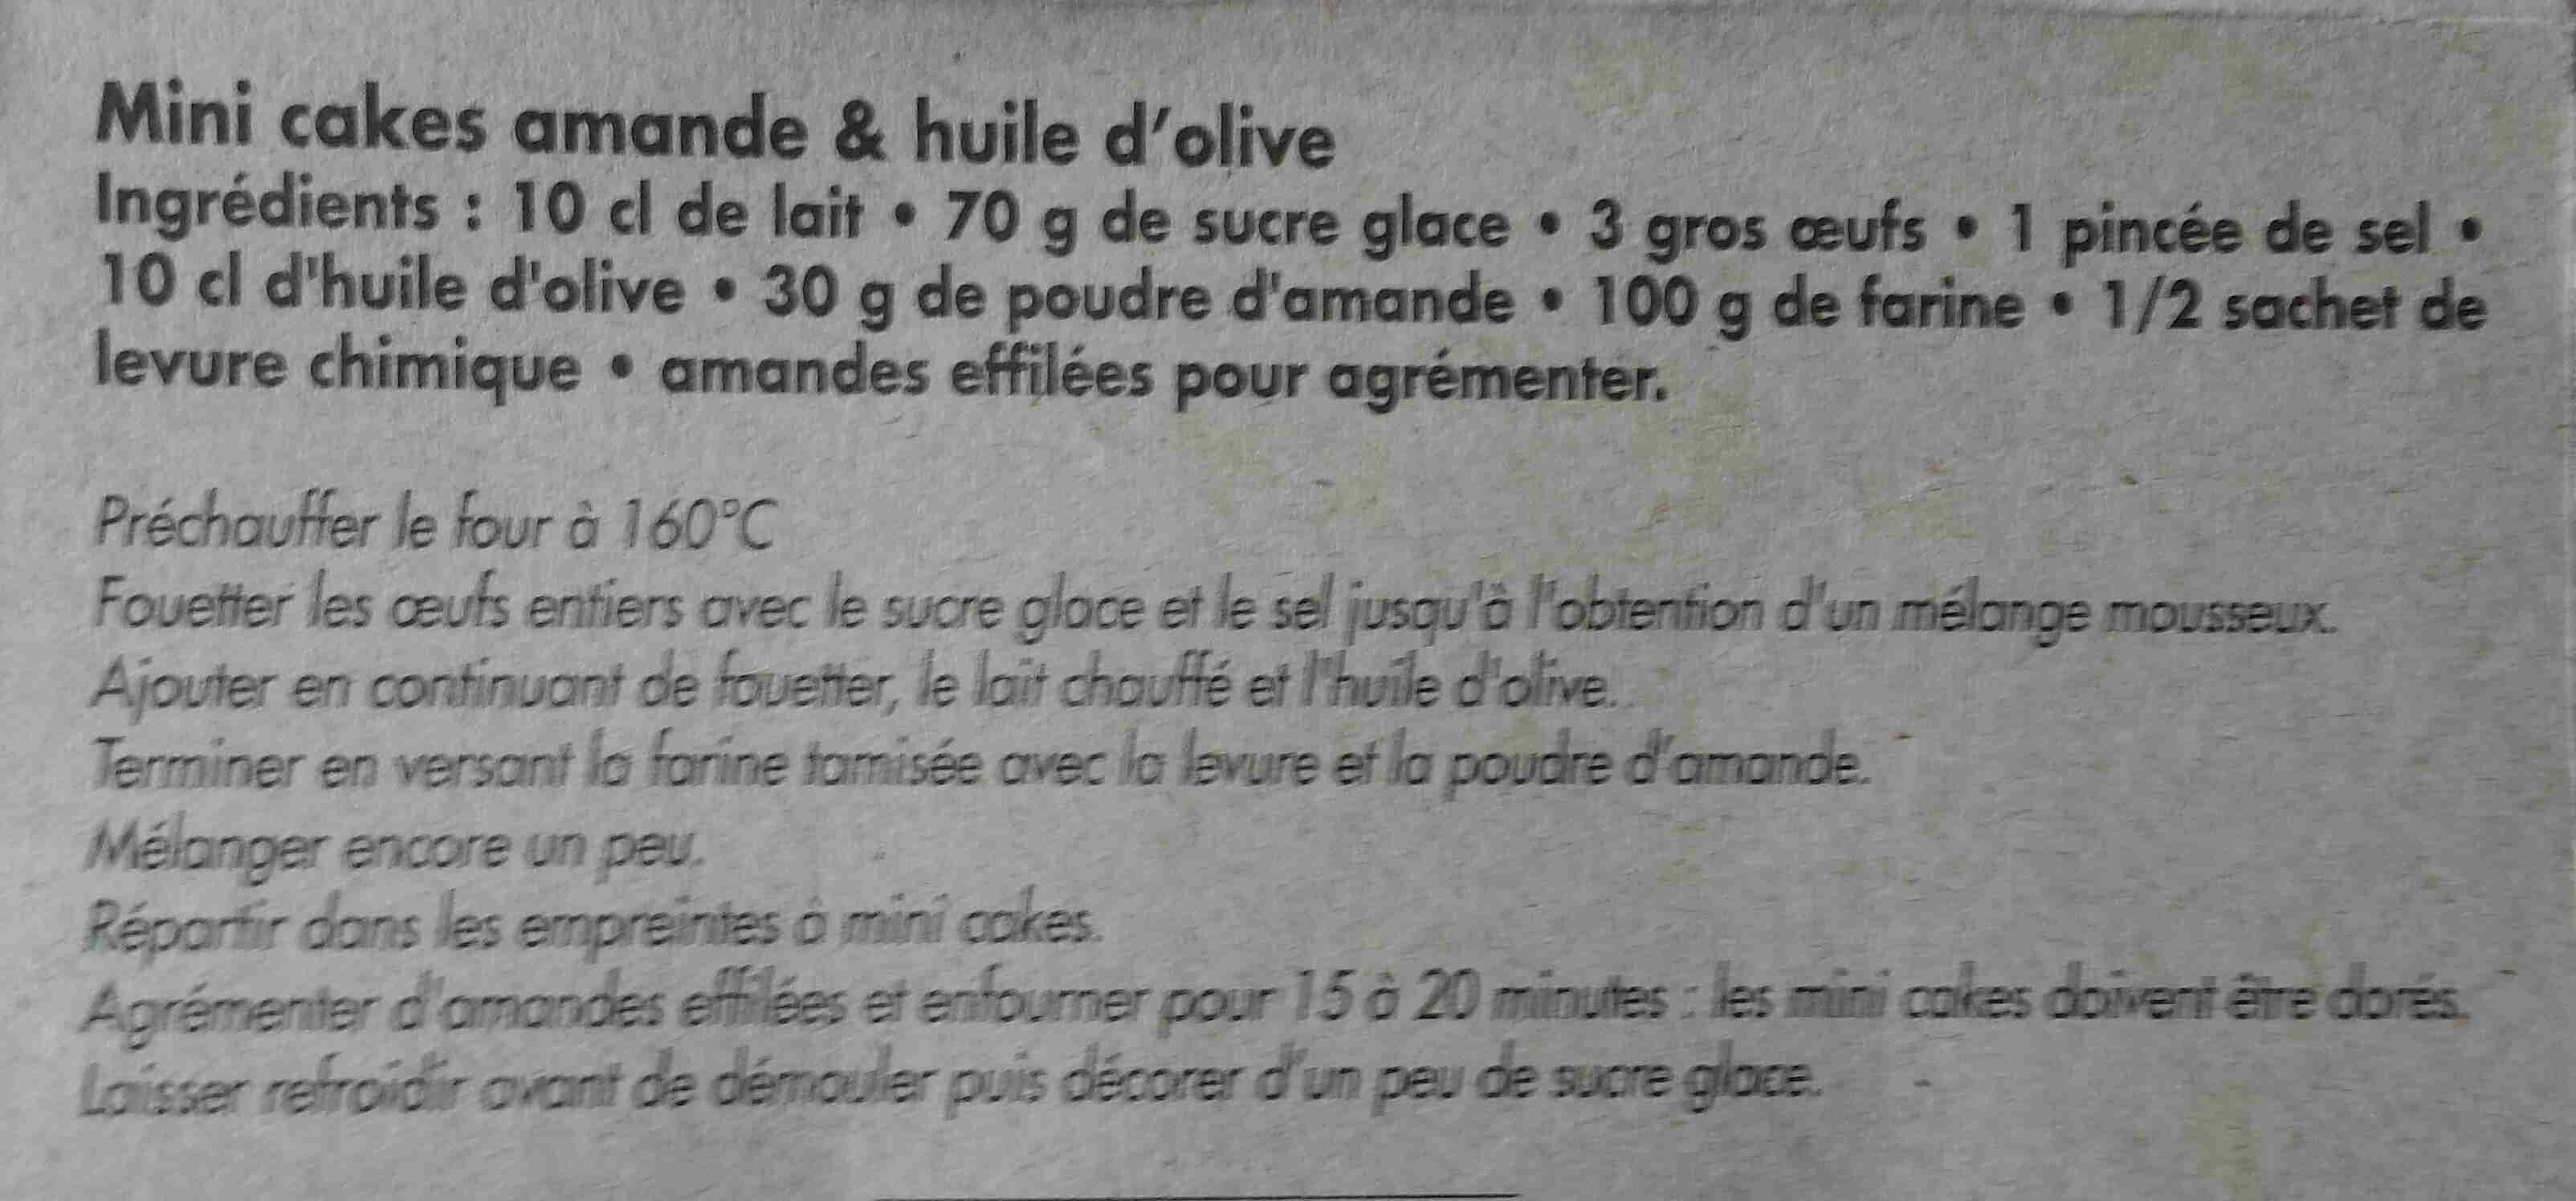 Mini cakes amande & huile d’olive
Ingrédients : 10 cl de lait • 70 g de sucre glace • 3 gros œufs • 1 pincée de sel •
10 cl d'huile d'olive • 30 g de poudre d'amande • 100 g de farine • 1/2 sachet de
levure chimique • amandes effilées pour agrémenter.
Préchauffer le four à 160°C
Fouetter les œufs entiers avec le sucre glace et le sel jusqu'à l'obtention d'un mélange mousseux.
Ajouter en continuant de fouetter, le lait chauffé et l'huile d'olive.
Terminer en versant la farine tamisée avec la levure et la poudre d’amande.
Mélanger encore un peu.
Répartir dans les empreintes à mini cakes.
Agrémenter d'amandes effilées et enfourner pour 15 à 20 minutes : les mini cakes doivent être dorés.
Laisser refroidir avant de démouler puis décorer d’un peu de sucre glace.